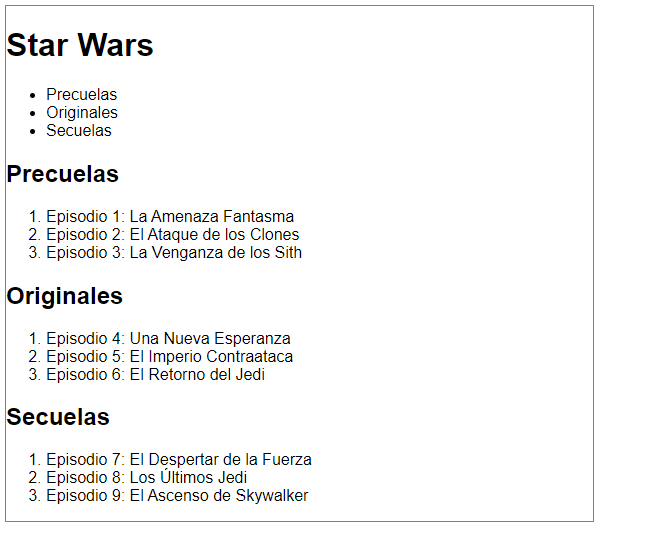 Star Wars
• Precuelas
• Originales
• Secuelas
Precuelas
1. Episodio 1: La Amenaza Fantasma
2. Episodio 2: El Ataque de los Clones
3. Episodio 3: La Venganza de los Sith
Originales
1. Episodio 4: Una Nueva Esperanza
2. Episodio 5: El Imperio Contraataca
3. Episodio 6: El Retorno del Jedi
Secuelas
1. Episodio 7: El Despertar de la Fuerza
2. Episodio 8: Los Últimos Jedi
3. Episodio 9: El Ascenso de Skywalker